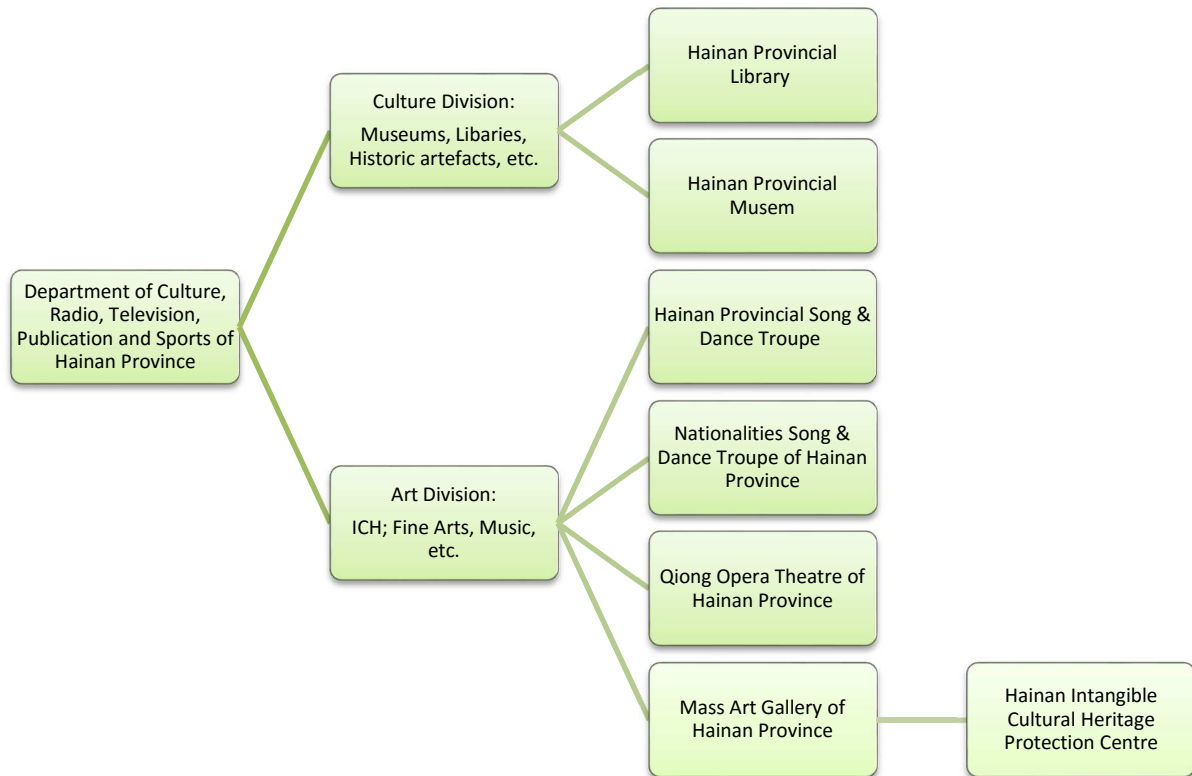 Department of Culture,
Radio, Television,
Publication and Sports of
Hainan Province
Culture Division:
Museums, Libaries,
Historic artefacts, etc.
Hainan Provincial
Library
Hainan Provincial
Musem
Art Division:
ICH; Fine Arts, Music,
etc.
Hainan Provincial Song &
Dance Troupe
Nationalities Song &
Dance Troupe of Hainan
Province
Qiong Opera Theatre of
Hainan Province
Mass Art Gallery of
Hainan Province
Hainan Intangible
Cultural Heritage
Protection Centre